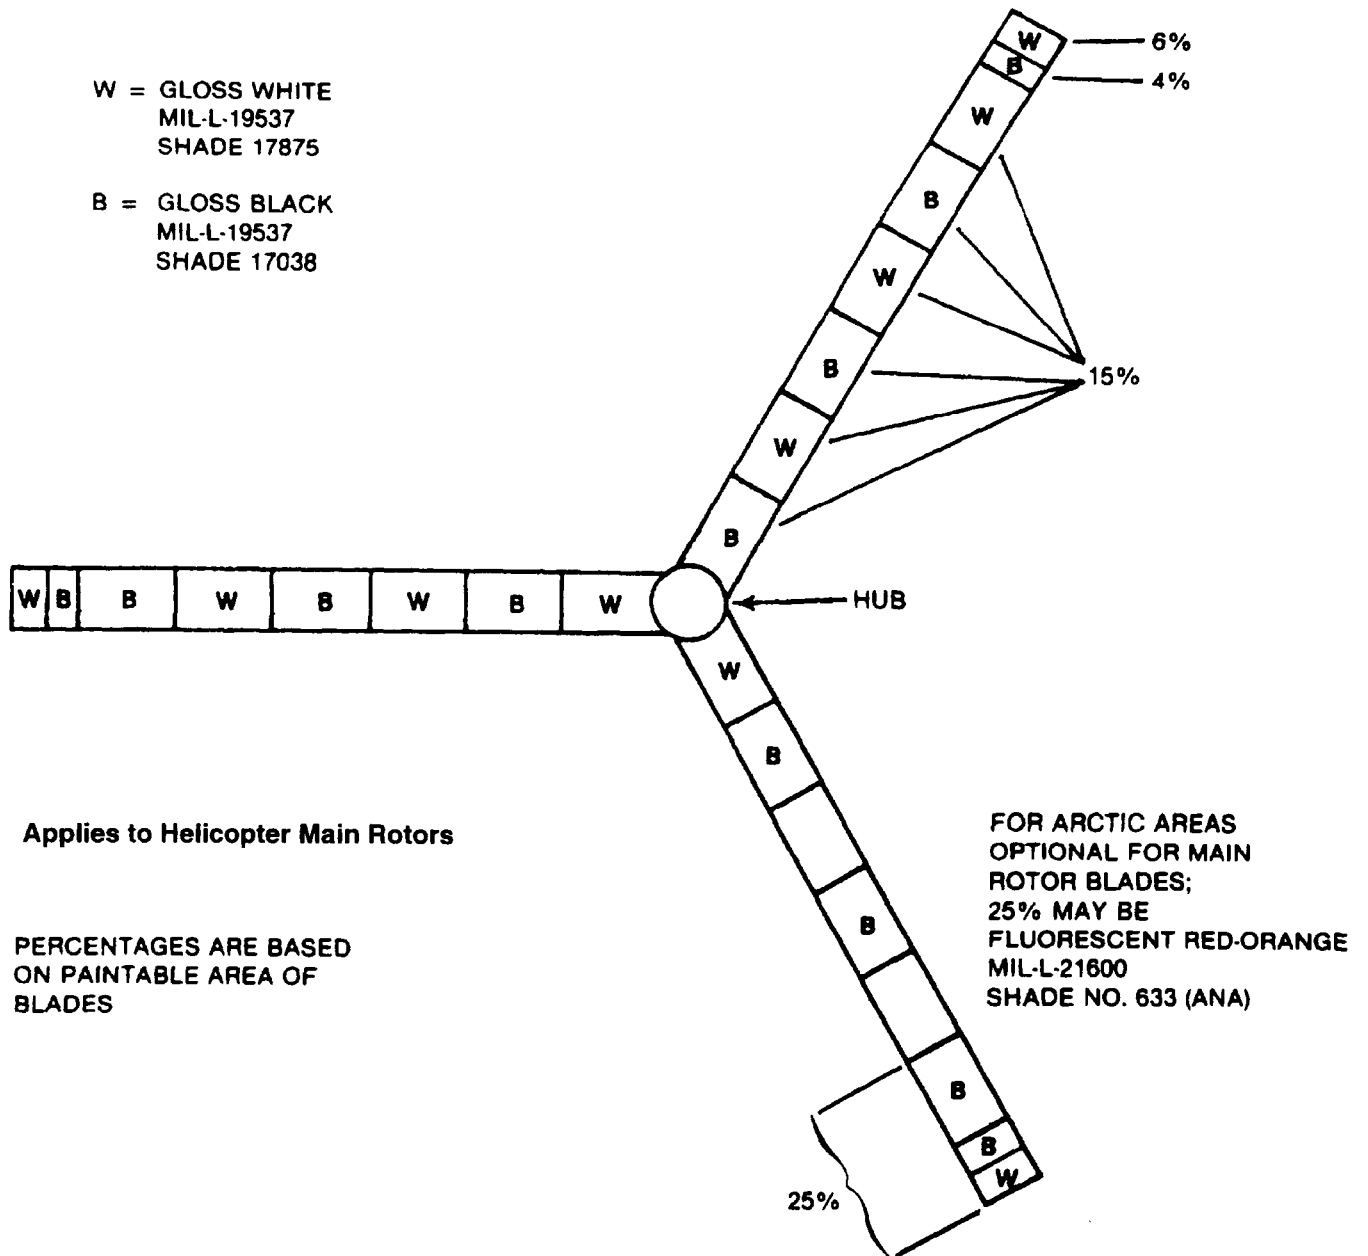 W = GLOSS WHITE
MIL-L-19537
SHADE 17875
B = GLOSS BLACK
MIL-L-19537
SHADE 17038
W
6%
B
4%
W
B
W
B
15%
W
B
W B B W B W B W
HUB
W
B
B
B
B
W
25%
Applies to Helicopter Main Rotors
PERCENTAGES ARE BASED
ON PAINTABLE AREA OF
BLADES
FOR ARCTIC AREAS
OPTIONAL FOR MAIN
ROTOR BLADES;
25% MAY BE
FLUORESCENT RED-ORANGE
MIL-L-21600
SHADE NO. 633 (ANA)